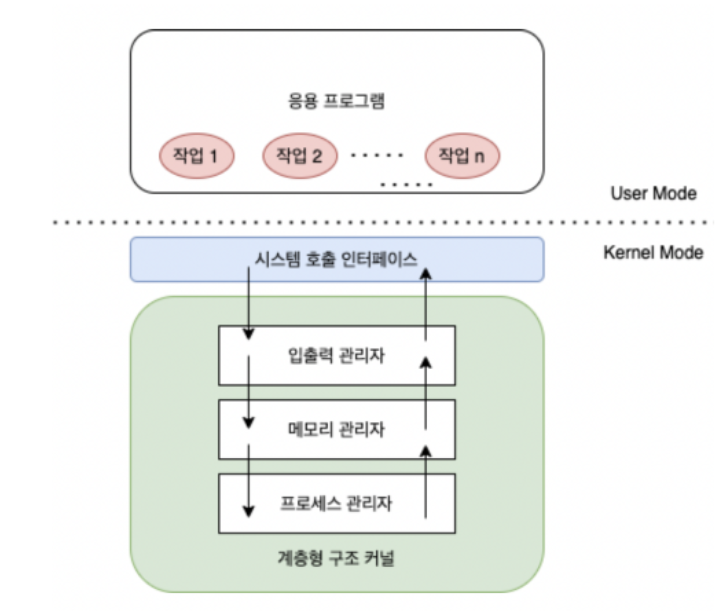 응용 프로그램
작업 1
작업 2
작업 n
User Mode
Kernel Mode
시스템 호출 인터페이스
입출력 관리자
메모리 관리자
프로세스 관리자
계층형 구조 커널